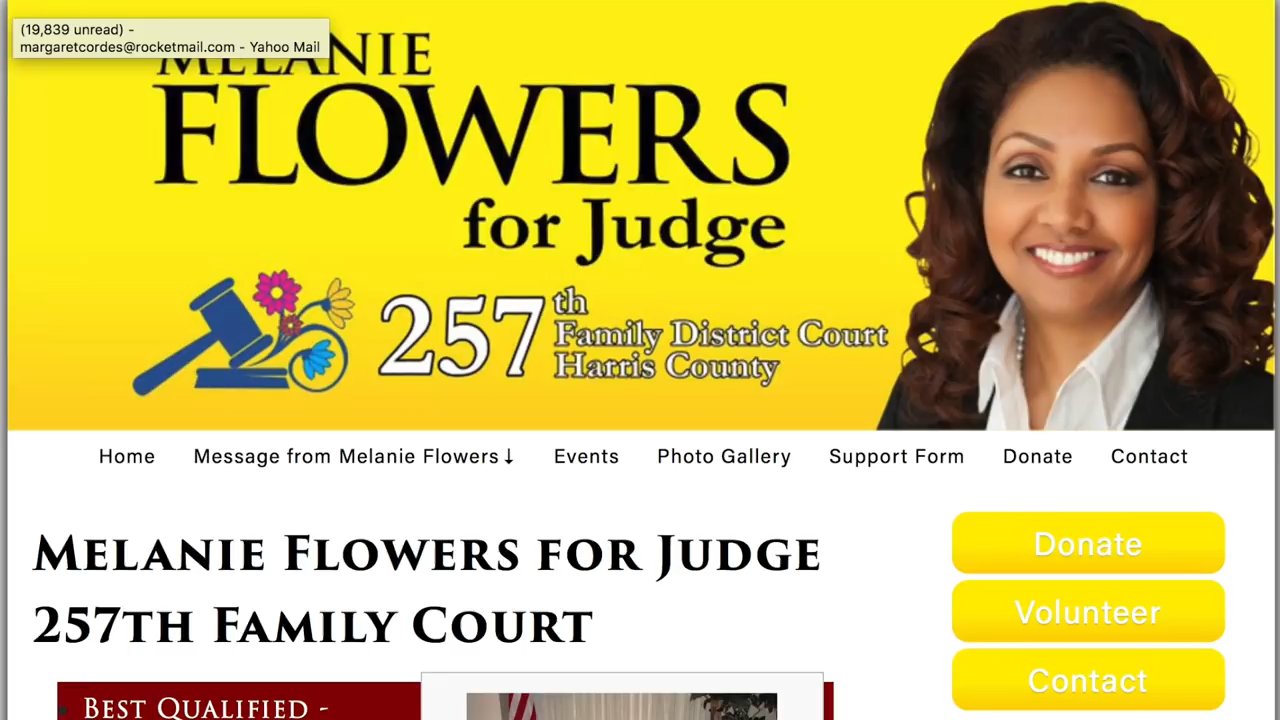 (19,839 unread) -
margaretcordes@rocketmail.com - Yahoo Mail
MELANIE
FLOWERS
for Judge
257th
Family District Court
Harris County
Home Message from Melanie Flowers↓ Events Photo Gallery Support Form Donate Contact
Melanie Flowers for Judge
257th Family Court
Donate
Volunteer
Contact
Best Qualified -